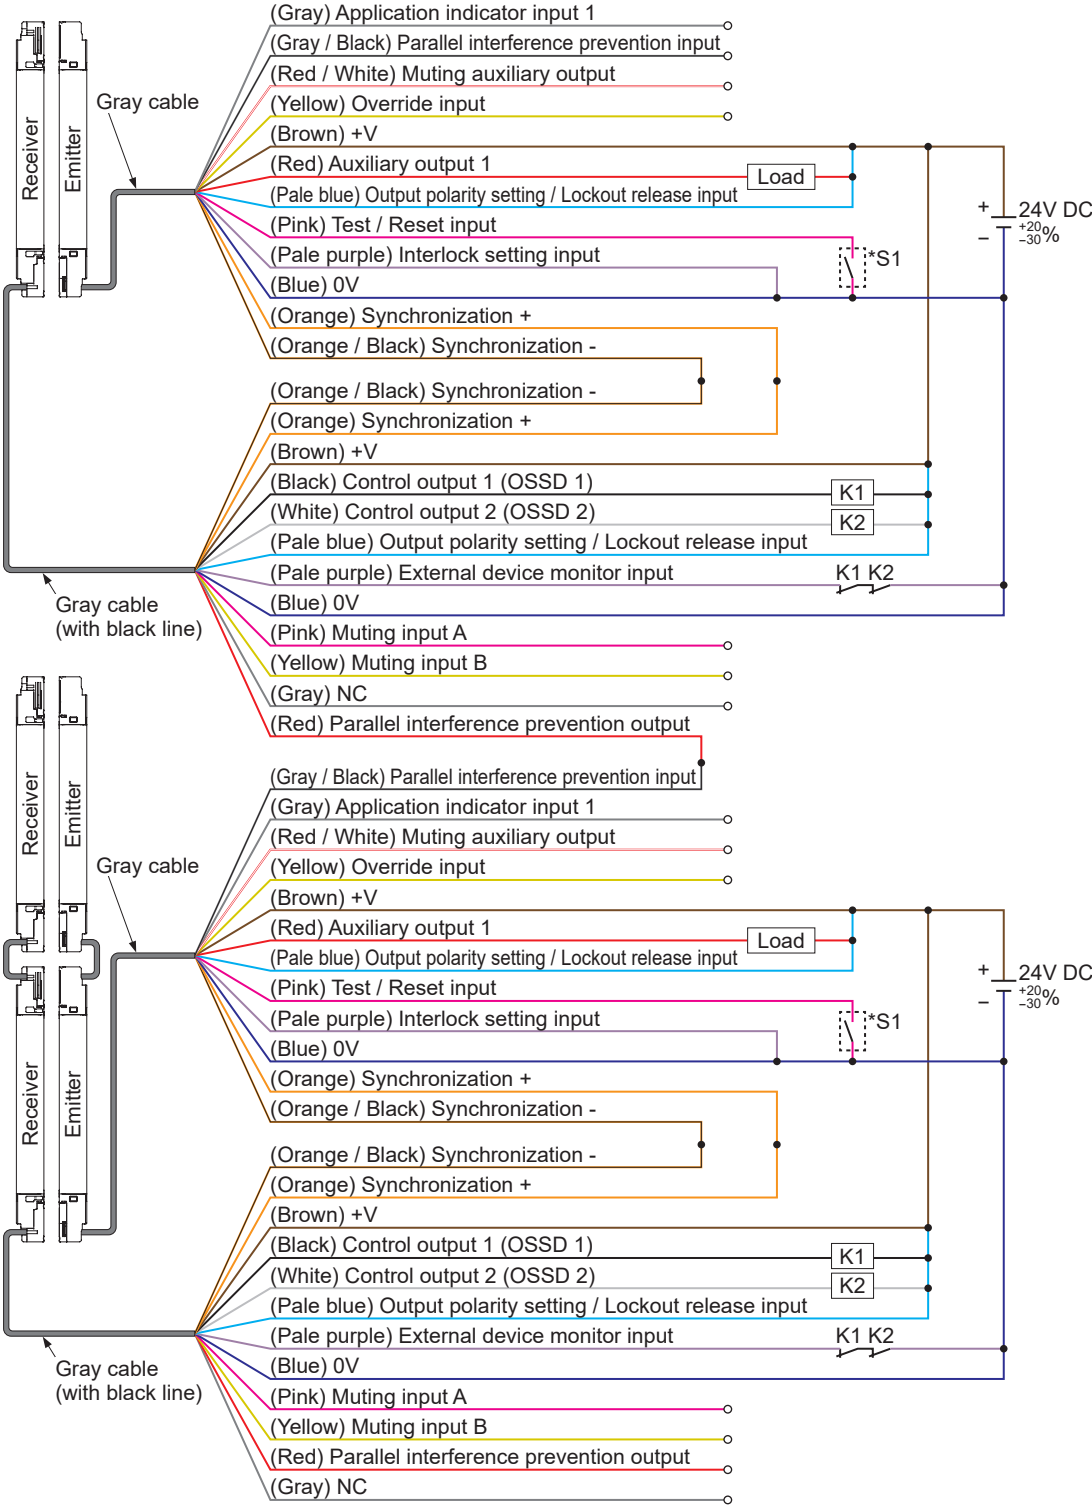 (Gray) Application indicator input 1
(Gray / Black) Parallel interference prevention input
(Red / White) Muting auxiliary output
Gray cable
(Yellow) Override input
(Brown) +V
Receiver
Emitter
(Red) Auxiliary output 1
Load
(Pale blue) Output polarity setting / Lockout release input
+
24V DC
+20
−30%
−
(Pink) Test / Reset input
(Pale purple) Interlock setting input
*S1
(Blue) 0V
(Orange) Synchronization +
(Orange / Black) Synchronization -
(Orange / Black) Synchronization -
(Orange) Synchronization +
(Brown) +V
(Black) Control output 1 (OSSD 1)
K1
(White) Control output 2 (OSSD 2)
K2
(Pale blue) Output polarity setting / Lockout release input
(Pale purple) External device monitor input
K1 K2
Gray cable
(with black line)
(Blue) 0V
(Pink) Muting input A
(Yellow) Muting input B
(Gray) NC
(Red) Parallel interference prevention output
(Gray / Black) Parallel interference prevention input
(Gray) Application indicator input 1
Receiver
Emitter
(Red / White) Muting auxiliary output
Gray cable
(Yellow) Override input
(Brown) +V
(Red) Auxiliary output 1
Load
(Pale blue) Output polarity setting / Lockout release input
+
24V DC
+20
−30%
−
(Pink) Test / Reset input
(Pale purple) Interlock setting input
*S1
(Blue) 0V
Receiver
Emitter
(Orange) Synchronization +
(Orange / Black) Synchronization -
(Orange / Black) Synchronization -
(Orange) Synchronization +
(Brown) +V
(Black) Control output 1 (OSSD 1)
K1
(White) Control output 2 (OSSD 2)
K2
(Pale blue) Output polarity setting / Lockout release input
(Pale purple) External device monitor input
K1 K2
Gray cable
(with black line)
(Blue) 0V
(Pink) Muting input A
(Yellow) Muting input B
(Red) Parallel interference prevention output
(Gray) NC